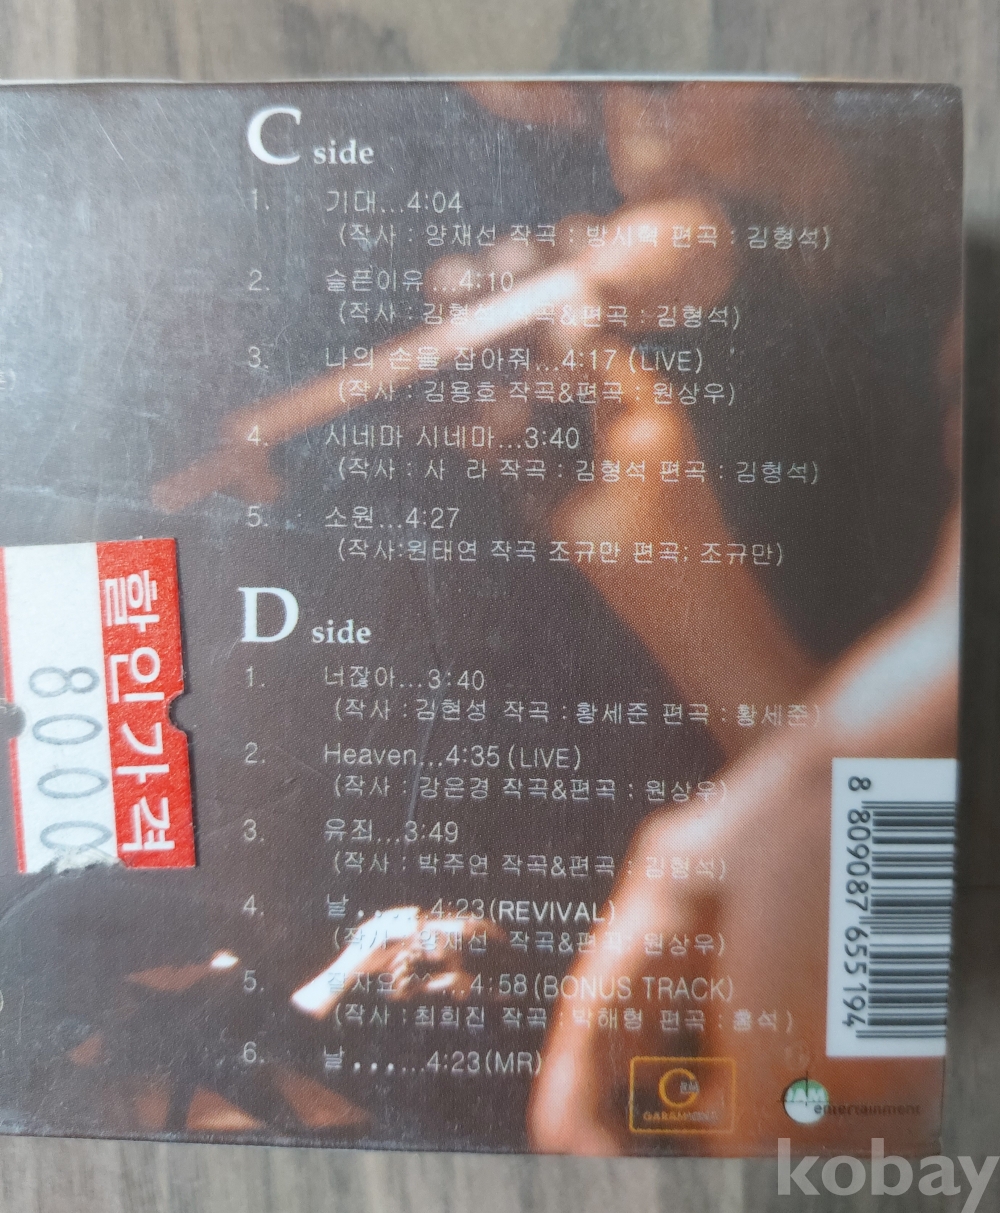 C side
1. 기대...4:04
(작사 : 양재선 작곡 : 방시혁 편곡 : 김형석)
2. 슬픈이유...4:10
(작사 : 김형석 작곡&편곡 : 김형석)
3. 나의 손을 잡아줘...4:17 (LIVE)
(작사 : 김용호 작곡&편곡 : 원상우)
4. 시네마 시네마...3:40
(작사 : 사 라 작곡 : 김형석 편곡 : 김형석)
5. 소원...4:27
(작사:원태연 작곡 조규만 편곡; 조규만)
D side
1. 너잖아...3:40
(작사 : 김현성 작곡 : 황세준 편곡 : 황세준)
2. Heaven...4:35 (LIVE)
(작사 : 강은경 작곡&편곡 : 원상우)
3. 유죄...3:49
(작사 : 박주연 작곡&편곡 : 김형석)
4. 날......4:23(REVIVAL)
(작사 : 양재선 작곡&편곡 : 원상우)
5. 잘자요^^...4:58(BONUS TRACK)
(작사 : 최희진 작곡 : 박해형 편곡 : 홍석)
6. 날......4:23(MR)
할인가격
8000
8 809087 655194
entertainment
kobay